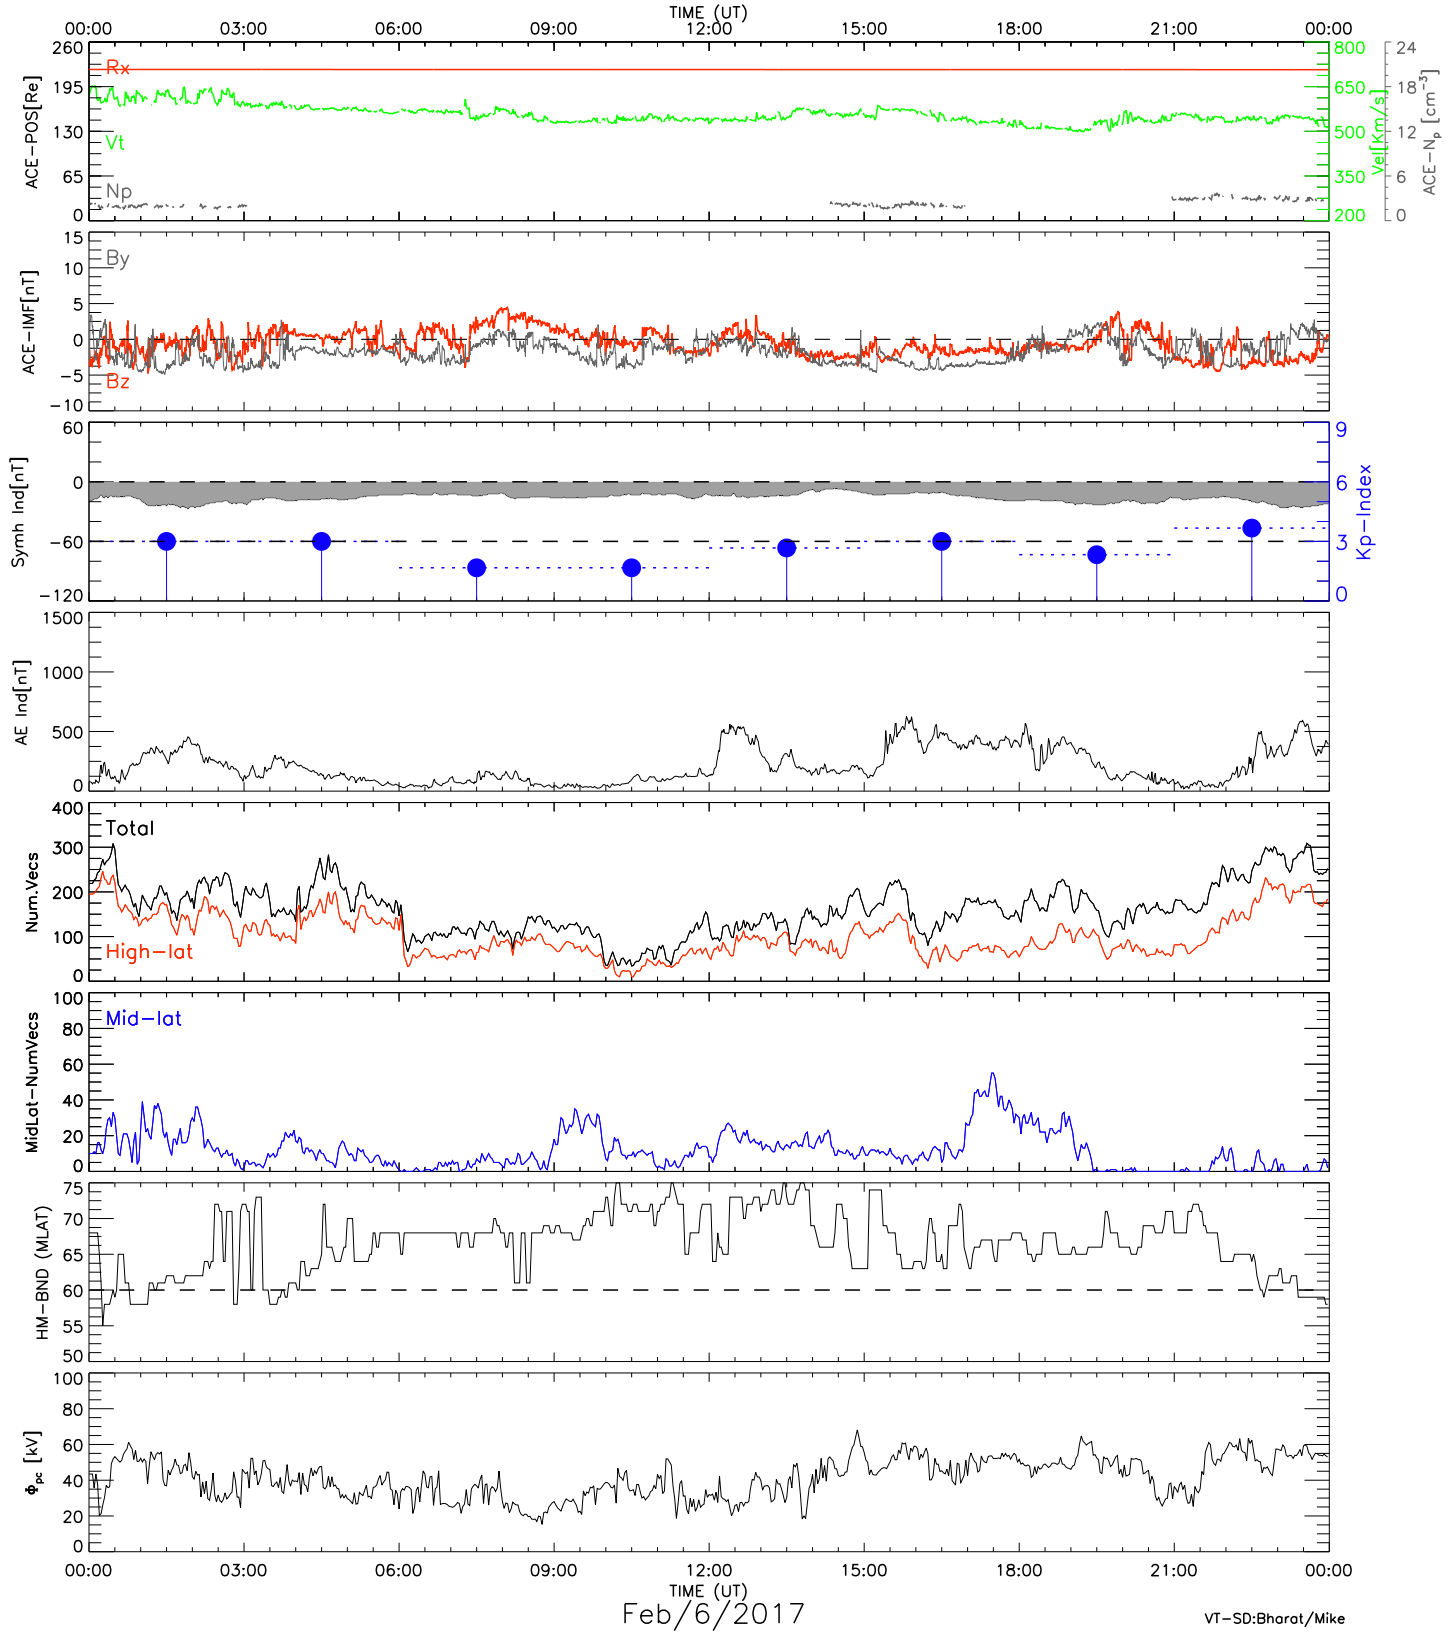 TIME (UT)
00:00 03:00 06:00 09:00 12:00 15:00 18:00 21:00 00:00
ACE-POS[Re]
260
195
130
65
0
Rx
Vt
Np
800
650
500
350
200
Vel[Km/s]
24
18
12
6
0
ACE-Np [cm⁻³]
ACE-IMF[nT]
15
10
5
0
-5
-10
By
Bz
Symh Ind[nT]
60
0
-60
-120
9
6
3
0
Kp-Index
AE Ind[nT]
1500
1000
500
0
Num.Vecs
400
300
200
100
0
Total
High-lat
MidLat-NumVecs
100
80
60
40
20
0
Mid-lat
HM-BND (MLAT)
75
70
65
60
55
50
Φpc [kV]
100
80
60
40
20
0
00:00 03:00 06:00 09:00 12:00 15:00 18:00 21:00 00:00
TIME (UT)
Feb/6/2017
VT-SD:Bharat/Mike